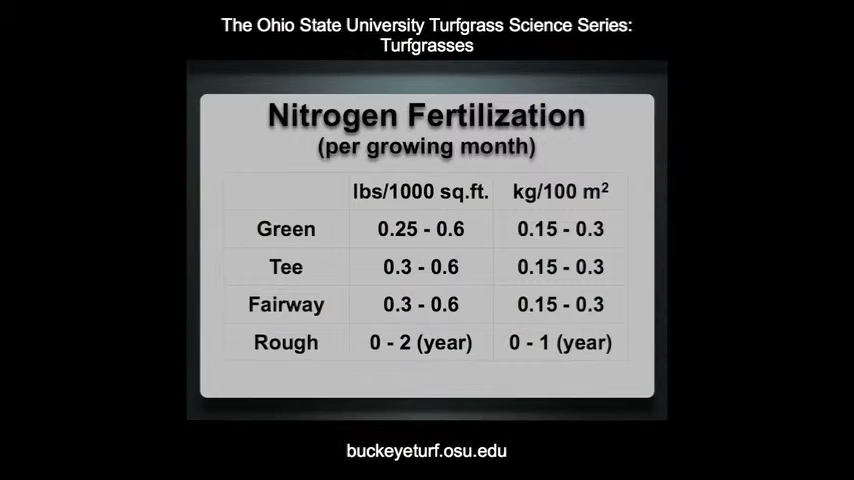 The Ohio State University Turfgrass Science Series:
Turfgrasses
Nitrogen Fertilization
(per growing month)
lbs/1000 sq.ft. kg/100 m²
Green 0.25 - 0.6 0.15 - 0.3
Tee 0.3 - 0.6 0.15 - 0.3
Fairway 0.3 - 0.6 0.15 - 0.3
Rough 0 - 2 (year) 0 - 1 (year)
buckeyeturf.osu.edu